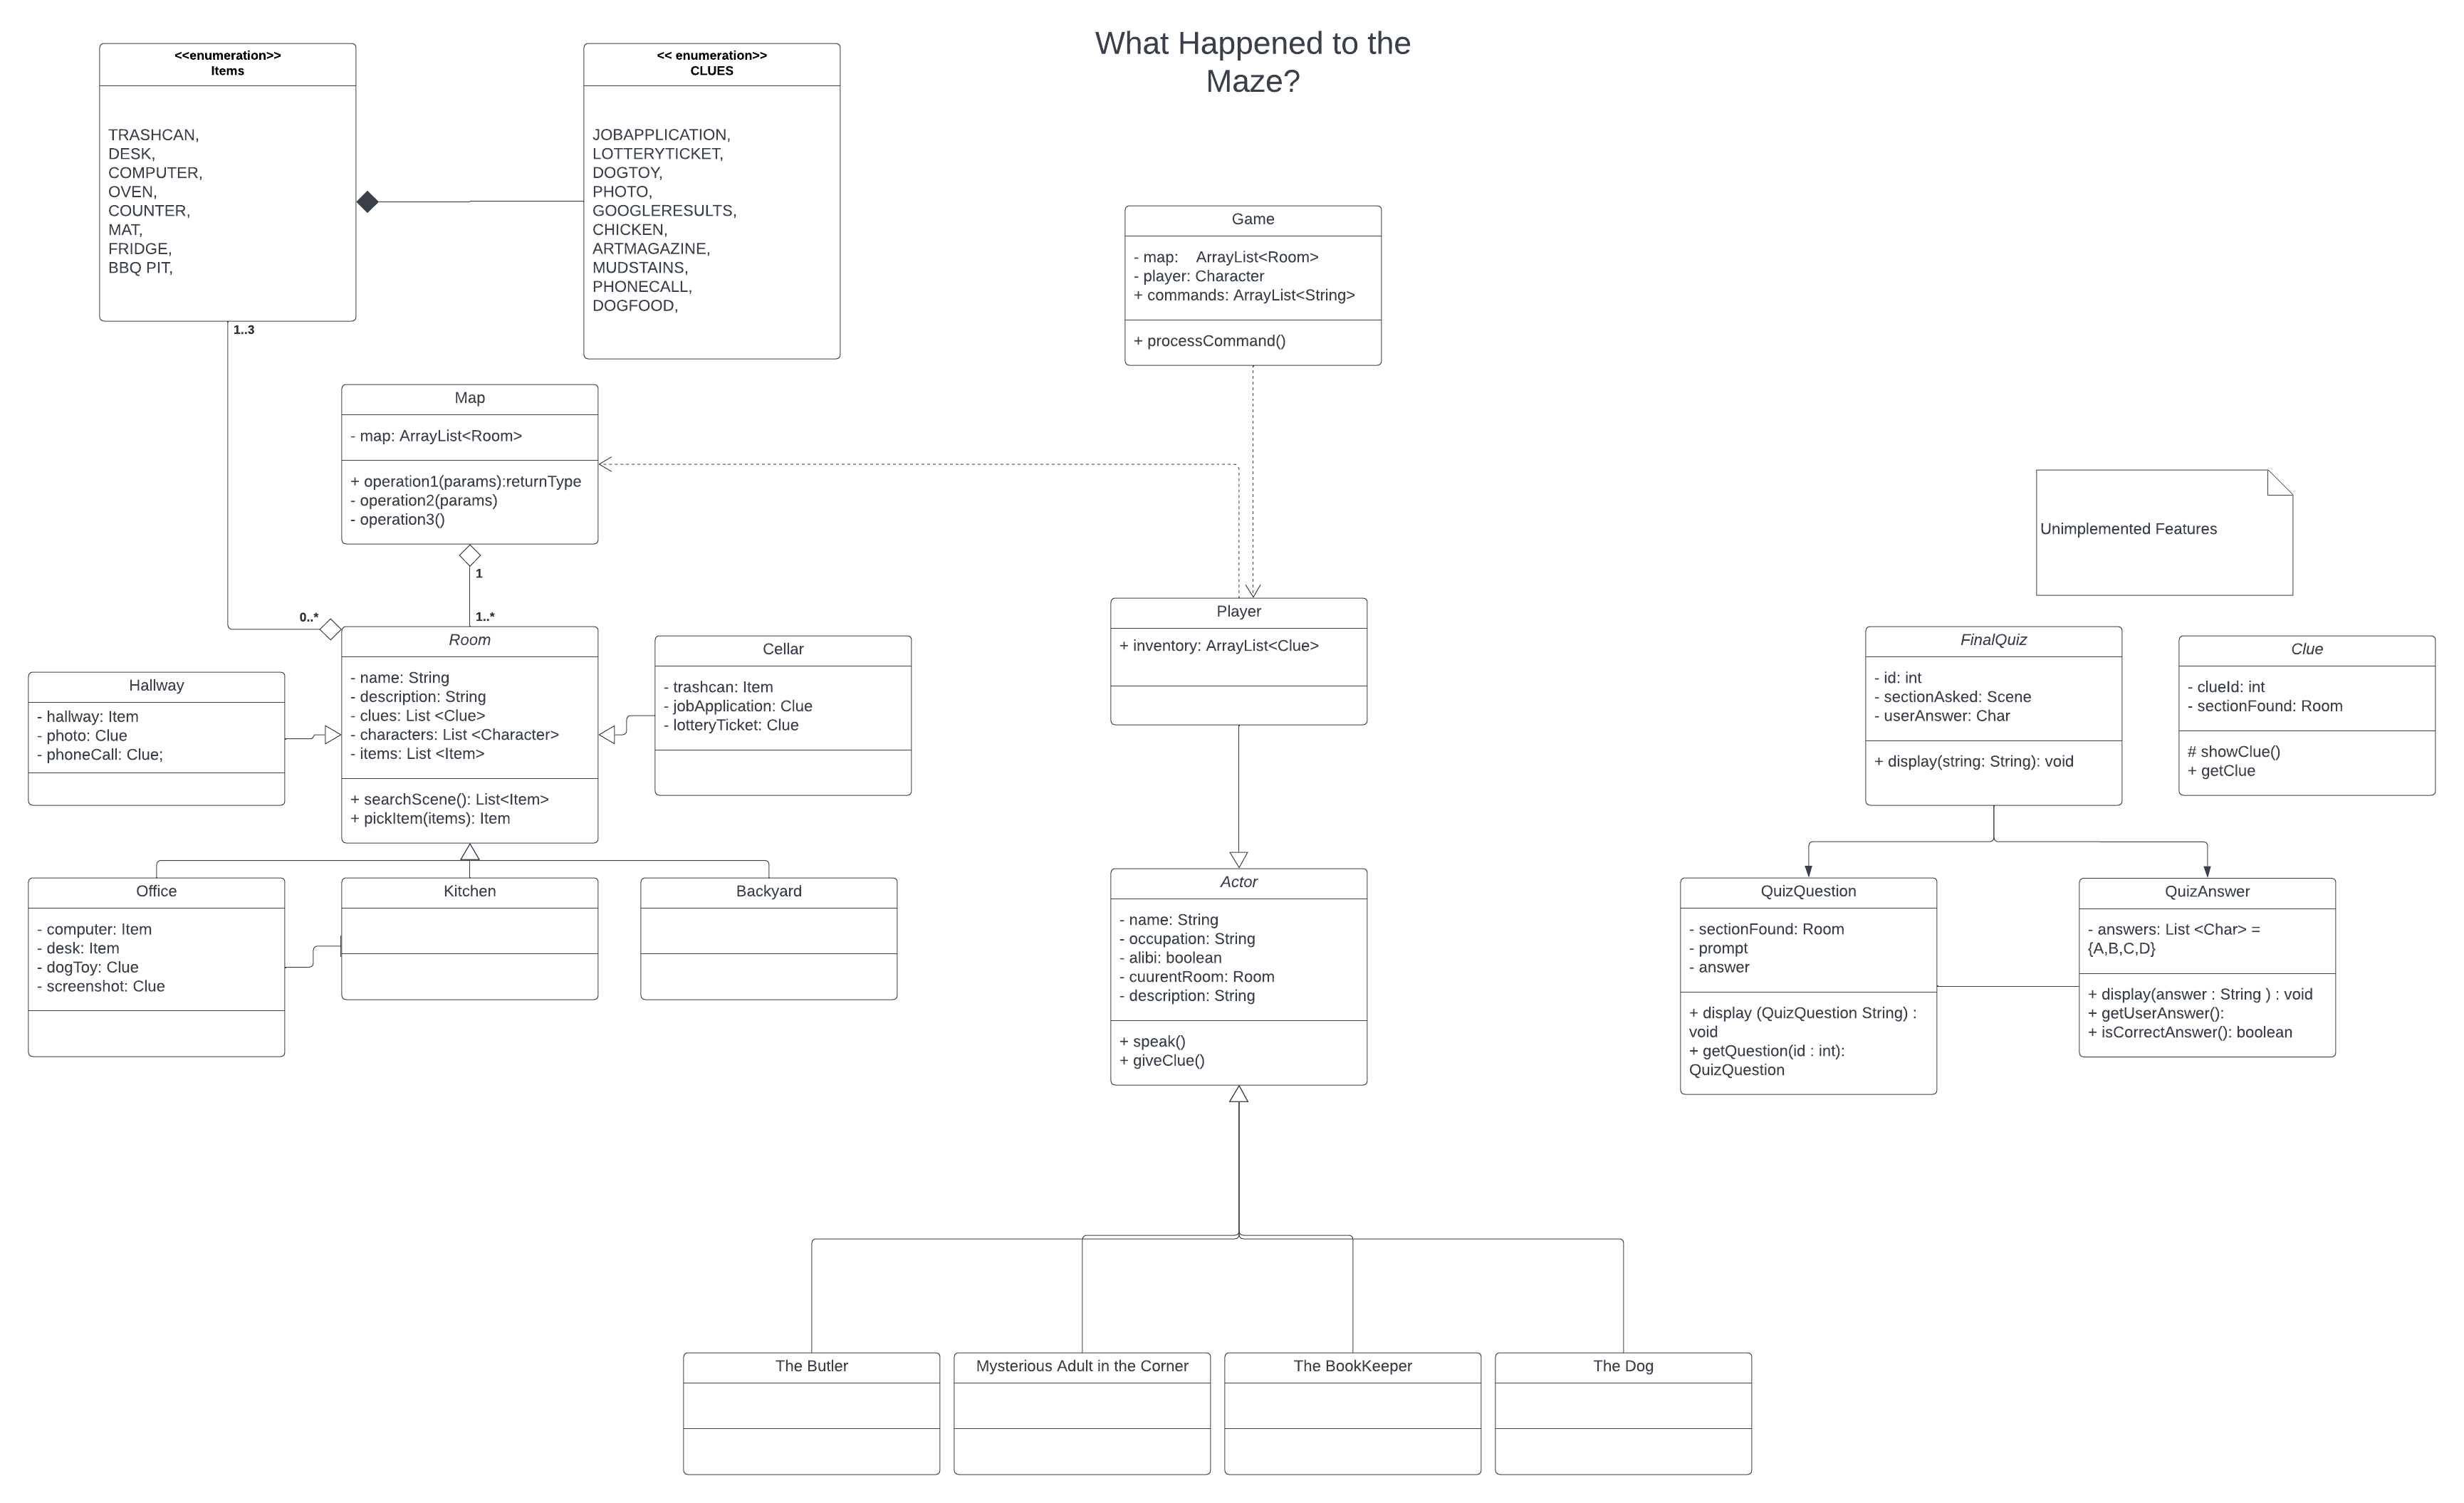 What Happened to the
Maze?
<<enumeration>>
Items
TRASHCAN,
DESK,
COMPUTER,
OVEN,
COUNTER,
MAT,
FRIDGE,
BBQ PIT,
<< enumeration>>
CLUES
JOBAPPLICATION,
LOTTERYTICKET,
DOGTOY,
PHOTO,
GOOGLERESULTS,
CHICKEN,
ARTMAGAZINE,
MUDSTAINS,
PHONECALL,
DOGFOOD,
Game
- map: ArrayList<Room>
- player: Character
+ commands: ArrayList<String>
+ processCommand()
1..3
Map
- map: ArrayList<Room>
+ operation1(params):returnType
- operation2(params)
- operation3()
1
1..*
0..*
Unimplemented Features
Room
- name: String
- description: String
- clues: List <Clue>
- characters: List <Character>
- items: List <Item>
+ searchScene(): List<Item>
+ pickItem(items): Item
Cellar
- trashcan: Item
- jobApplication: Clue
- lotteryTicket: Clue
Hallway
- hallway: Item
- photo: Clue
- phoneCall: Clue;
Player
+ inventory: ArrayList<Clue>
FinalQuiz
- id: int
- sectionAsked: Scene
- userAnswer: Char
+ display(string: String): void
Clue
- clueId: int
- sectionFound: Room
# showClue()
+ getClue
Office
- computer: Item
- desk: Item
- dogToy: Clue
- screenshot: Clue
Kitchen
Backyard
Actor
- name: String
- occupation: String
- alibi: boolean
- cuurentRoom: Room
- description: String
+ speak()
+ giveClue()
QuizQuestion
- sectionFound: Room
- prompt
- answer
+ display (QuizQuestion String) :
void
+ getQuestion(id : int):
QuizQuestion
QuizAnswer
- answers: List <Char> =
{A,B,C,D}
+ display(answer : String ) : void
+ getUserAnswer():
+ isCorrectAnswer(): boolean
The Butler
Mysterious Adult in the Corner
The BookKeeper
The Dog